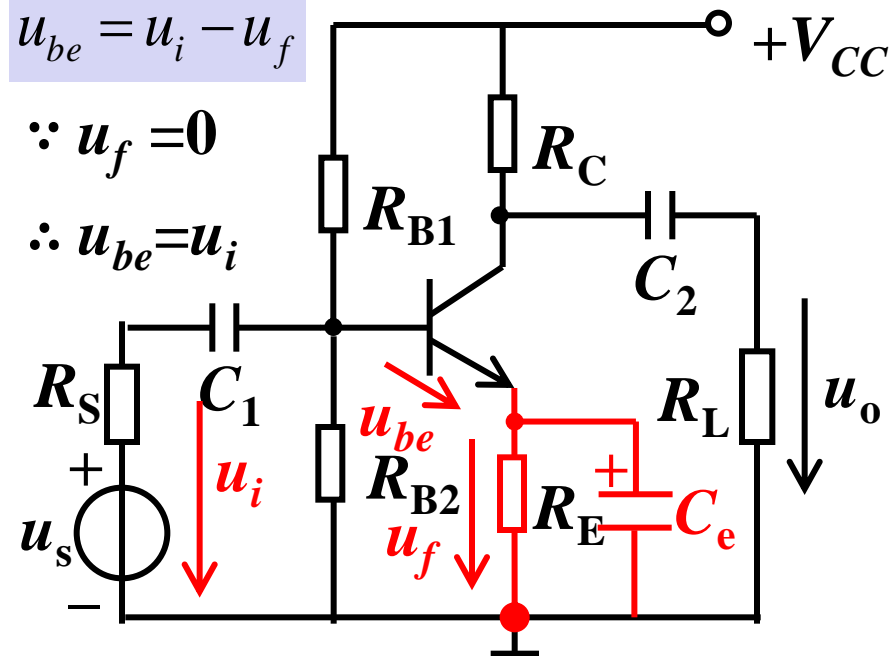 u_be = u_i − u_f
∵ u_f =0
∴ u_be=u_i
+V_CC
R_C
R_B1
C_2
R_S
C_1
u_be
R_L
u_o
+
u_i
R_B2
+
u_s
u_f
R_E
C_e
−